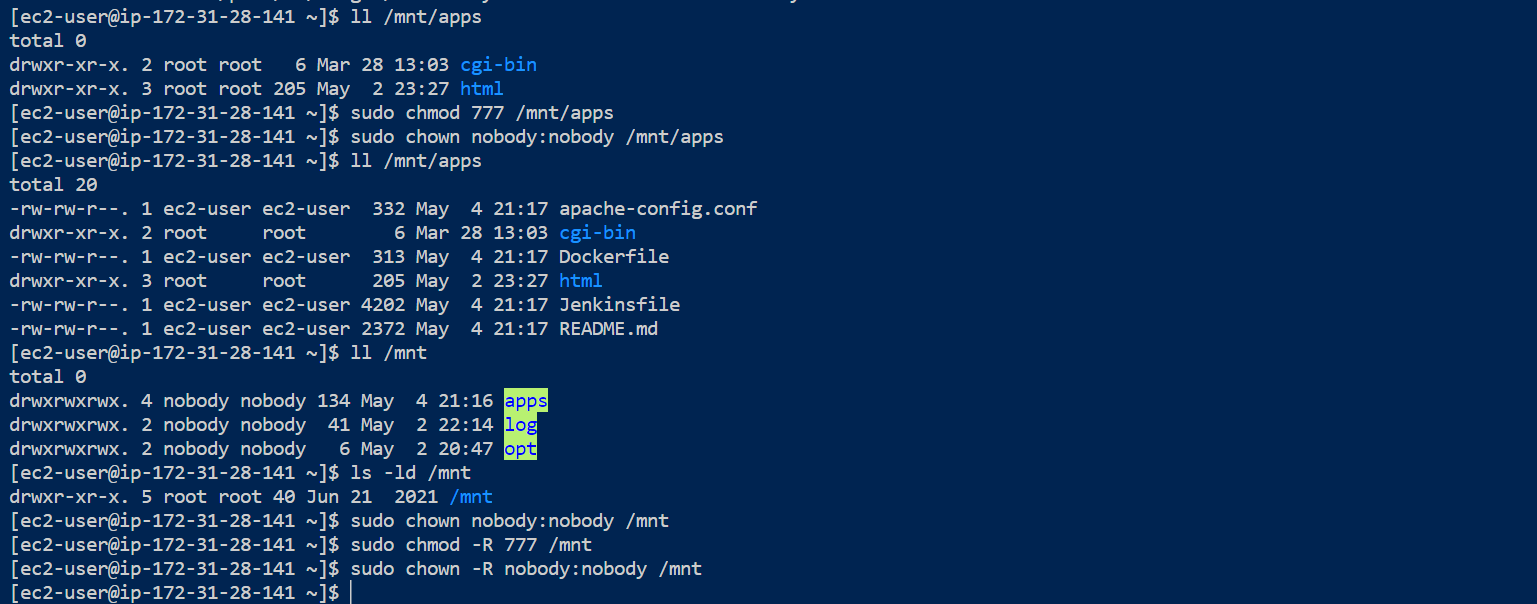 [ec2-user@ip-172-31-28-141 ~]$ ll /mnt/apps
total 0
drwxr-xr-x. 2 root root   6 Mar 28 13:03 cgi-bin
drwxr-xr-x. 3 root root 205 May  2 23:27 html
[ec2-user@ip-172-31-28-141 ~]$ sudo chmod 777 /mnt/apps
[ec2-user@ip-172-31-28-141 ~]$ sudo chown nobody:nobody /mnt/apps
[ec2-user@ip-172-31-28-141 ~]$ ll /mnt/apps
total 20
-rw-rw-r--. 1 ec2-user ec2-user  332 May  4 21:17 apache-config.conf
drwxr-xr-x. 2 root     root        6 Mar 28 13:03 cgi-bin
-rw-rw-r--. 1 ec2-user ec2-user  313 May  4 21:17 Dockerfile
drwxr-xr-x. 3 root     root      205 May  2 23:27 html
-rw-rw-r--. 1 ec2-user ec2-user 4202 May  4 21:17 Jenkinsfile
-rw-rw-r--. 1 ec2-user ec2-user 2372 May  4 21:17 README.md
[ec2-user@ip-172-31-28-141 ~]$ ll /mnt
total 0
drwxrwxrwx. 4 nobody nobody 134 May  4 21:16 apps
drwxrwxrwx. 2 nobody nobody  41 May  2 22:14 log
drwxrwxrwx. 2 nobody nobody   6 May  2 20:47 opt
[ec2-user@ip-172-31-28-141 ~]$ ls -ld /mnt
drwxr-xr-x. 5 root root 40 Jun 21  2021 /mnt
[ec2-user@ip-172-31-28-141 ~]$ sudo chown nobody:nobody /mnt
[ec2-user@ip-172-31-28-141 ~]$ sudo chmod -R 777 /mnt
[ec2-user@ip-172-31-28-141 ~]$ sudo chown -R nobody:nobody /mnt
[ec2-user@ip-172-31-28-141 ~]$